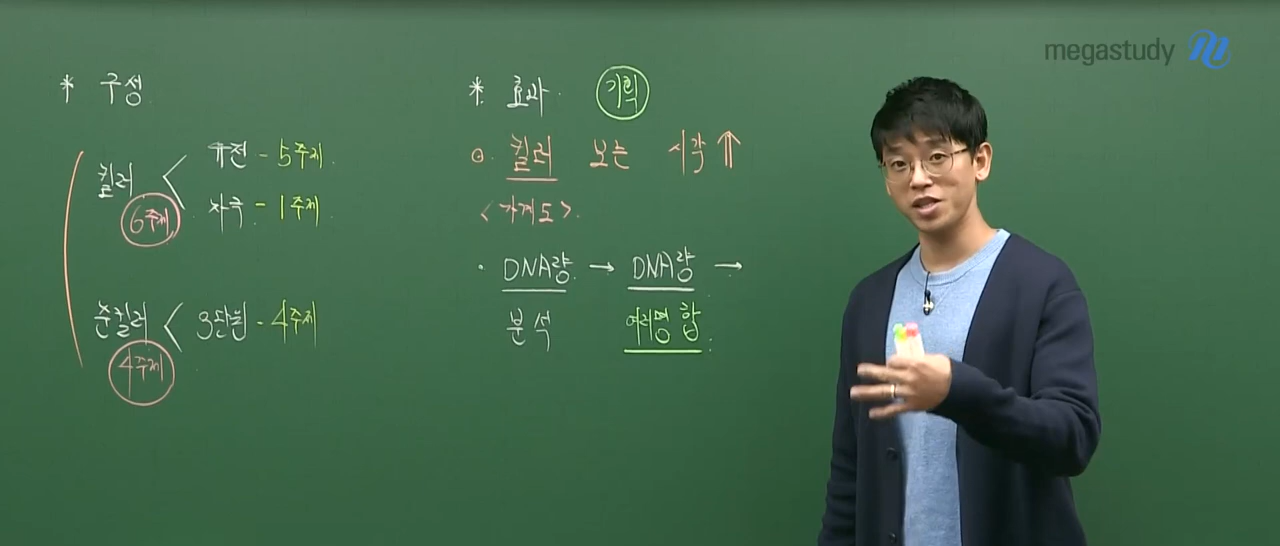 megastudy
* 구성
킬러 < 유전 - 5주제
자극 - 1주제
6주제
준킬러 < 3단원 - 4주제
4주제
* 효과 기획
⊙ 킬러 보는 시각 ⇑
<가계도>
· DNA량 → DNA량 →
분석 여러명 합